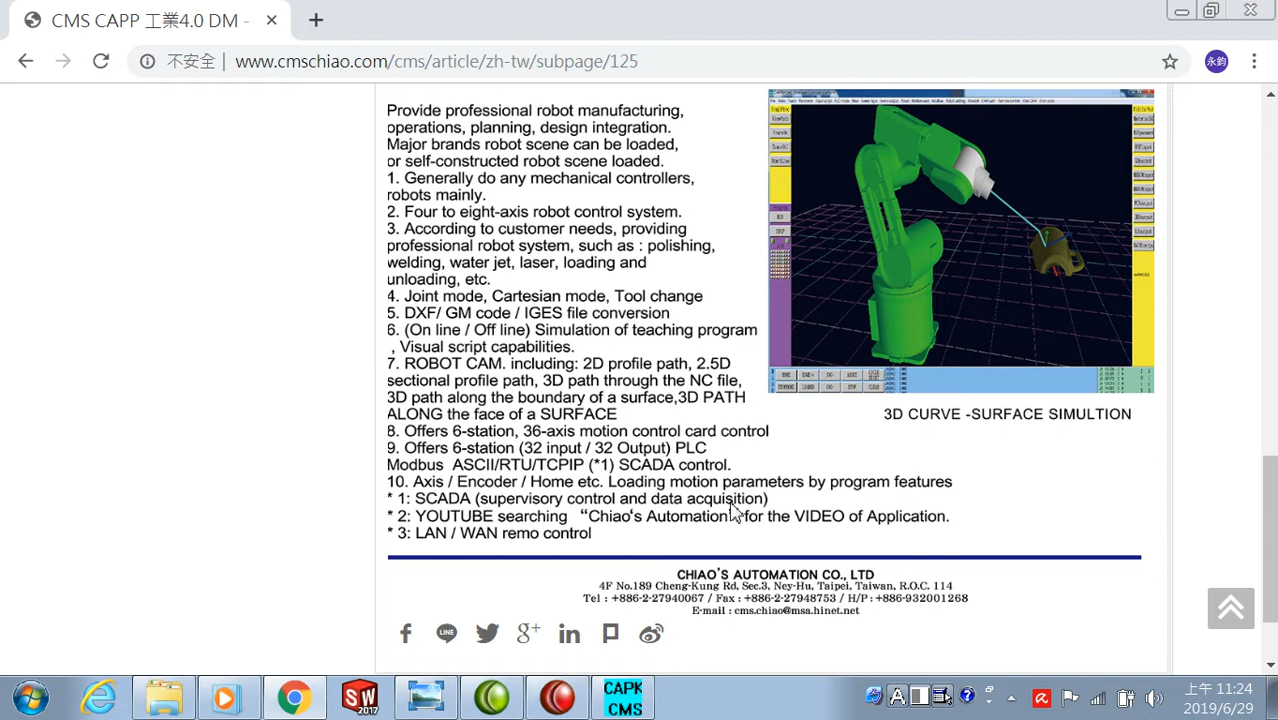 CMS CAPP 工業4.0 DM -
不安全
www.cmschiao.com/cms/article/zh-tw/subpage/125
永鈞
Provide professional robot manufacturing,
operations, planning, design integration.
Major brands robot scene can be loaded,
or self-constructed robot scene loaded.
1. Generally do any mechanical controllers,
robots mainly.
2. Four to eight-axis robot control system.
3. According to customer needs, providing
professional robot system, such as : polishing,
welding, water jet, laser, loading and
unloading, etc.
4. Joint mode, Cartesian mode, Tool change
5. DXF/ GM code / IGES file conversion
6. (On line / Off line) Simulation of teaching program
, Visual script capabilities.
7. ROBOT CAM. including: 2D profile path, 2.5D
sectional profile path, 3D path through the NC file,
3D path along the boundary of a surface,3D PATH
ALONG the face of a SURFACE
3D CURVE -SURFACE SIMULTION
8. Offers 6-station, 36-axis motion control card control
9. Offers 6-station (32 input / 32 Output) PLC
Modbus ASCII/RTU/TCPIP (*1) SCADA control.
10. Axis / Encoder / Home etc. Loading motion parameters by program features
* 1: SCADA (supervisory control and data acquisition)
* 2: YOUTUBE searching “Chiao‘s Automation” for the VIDEO of Application.
* 3: LAN / WAN remo control
CHIAO'S AUTOMATION CO., LTD
4F No.189 Cheng-Kung Rd, Sec.3, Ney-Hu, Taipei, Taiwan, R.O.C. 114
Tel : +886-2-27940067 / Fax : +886-2-27948753 / H/P : +886-932001268
E-mail : cms.chiao@msa.hinet.net
LINE
SW
2017
CAPK
CMS
上午 11:24
2019/6/29